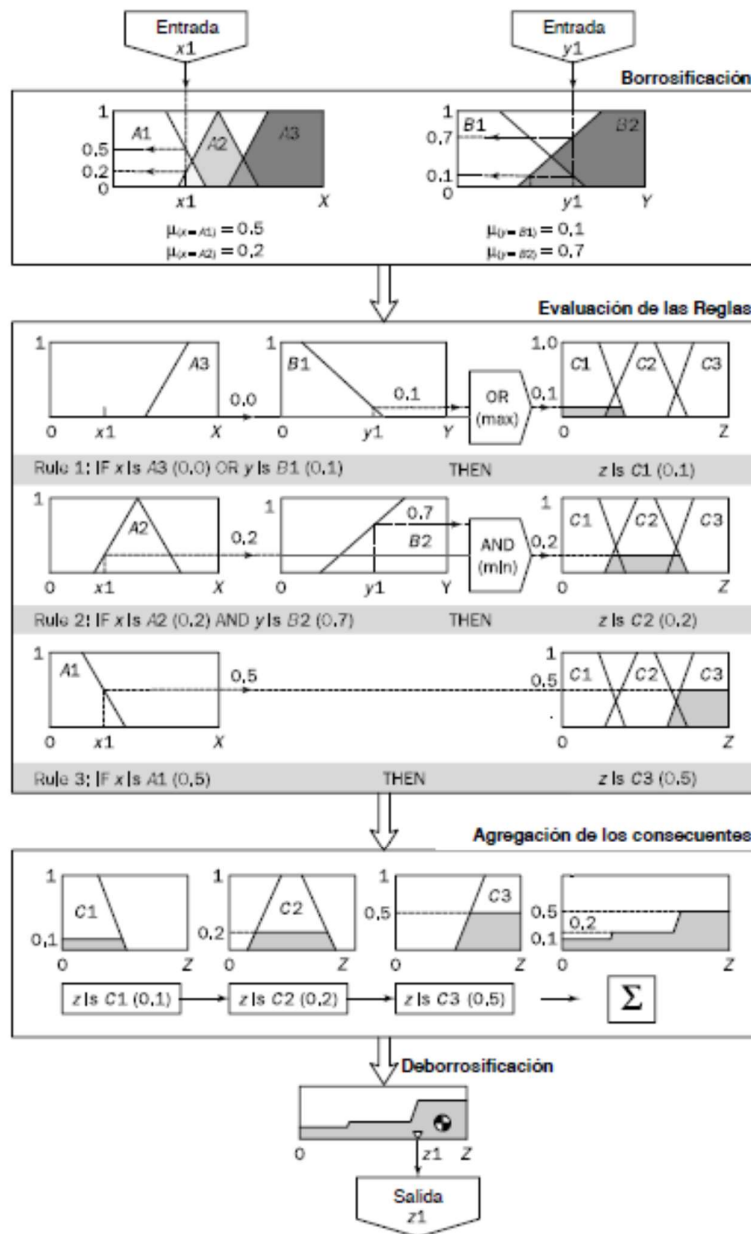 Entrada
x1
Entrada
y1
Borrosificación
1
A1
A2
A3
0.5
0.2
0
x1
X
1
B1
B2
0.7
0.1
0
y1
Y
μ(x=A1) = 0.5
μ(x=A2) = 0.2
μ(y=B1) = 0.1
μ(y=B2) = 0.7
Evaluación de las Reglas
1
A3
0.0
0
x1
X
1
B1
0.1
0
y1
Y
OR
(max)
1.0
C1
C2
C3
0.1
0
Z
Rule 1: IF x is A3 (0.0) OR y is B1 (0.1) THEN z is C1 (0.1)
1
A2
0.2
0
x1
X
1
0.7
B2
0
y1
Y
AND
(min)
1
C1
C2
C3
0.2
0
Z
Rule 2: IF x is A2 (0.2) AND y is B2 (0.7) THEN z is C2 (0.2)
1
A1
0.5
0
x1
X
1
C1
C2
C3
0.5
0
Z
Rule 3: IF x is A1 (0.5) THEN z is C3 (0.5)
Agregación de los consecuentes
1
C1
0.1
0
Z
1
C2
0.2
0
Z
1
C3
0.5
0
Z
1
0.5
0.2
0.1
0
Z
z is C1 (0.1)
z is C2 (0.2)
z is C3 (0.5)
Σ
Deborrosificación
0
z1
Z
Salida
z1